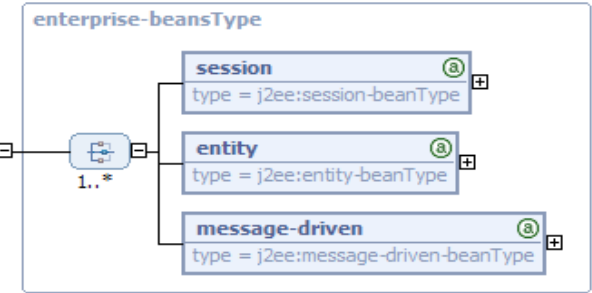 enterprise-beansType
session a
type = j2ee:session-beanType
1..*
entity a
type = j2ee:entity-beanType
message-driven a
type = j2ee:message-driven-beanType